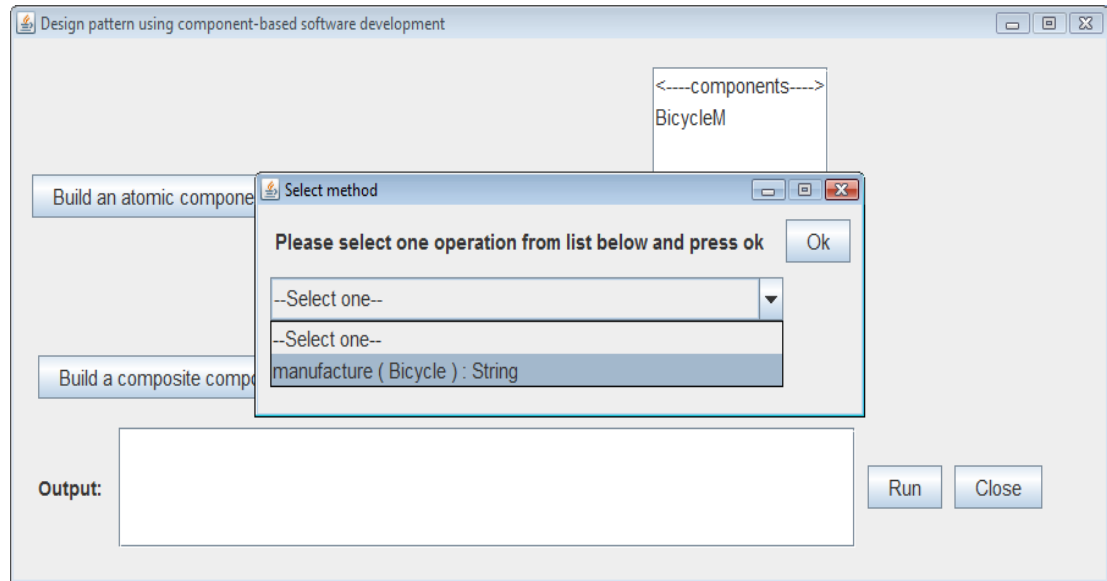 Design pattern using component-based software development
<----components---->
BicycleM
Build an atomic compone
Select method
Please select one operation from list below and press ok
Ok
--Select one--
--Select one--
manufacture ( Bicycle ) : String
Build a composite compo
Output:
Run
Close